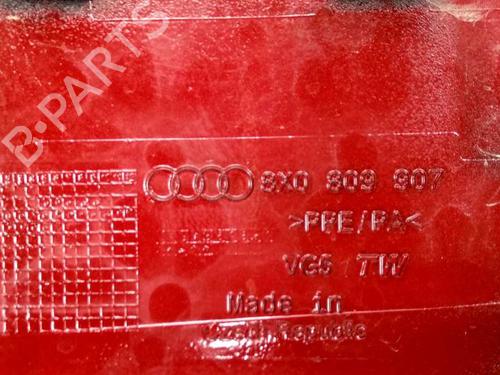 B-PARTS
8X0 809 907
>PPE/PA<
VG5 TW
Made in
Czech Republic